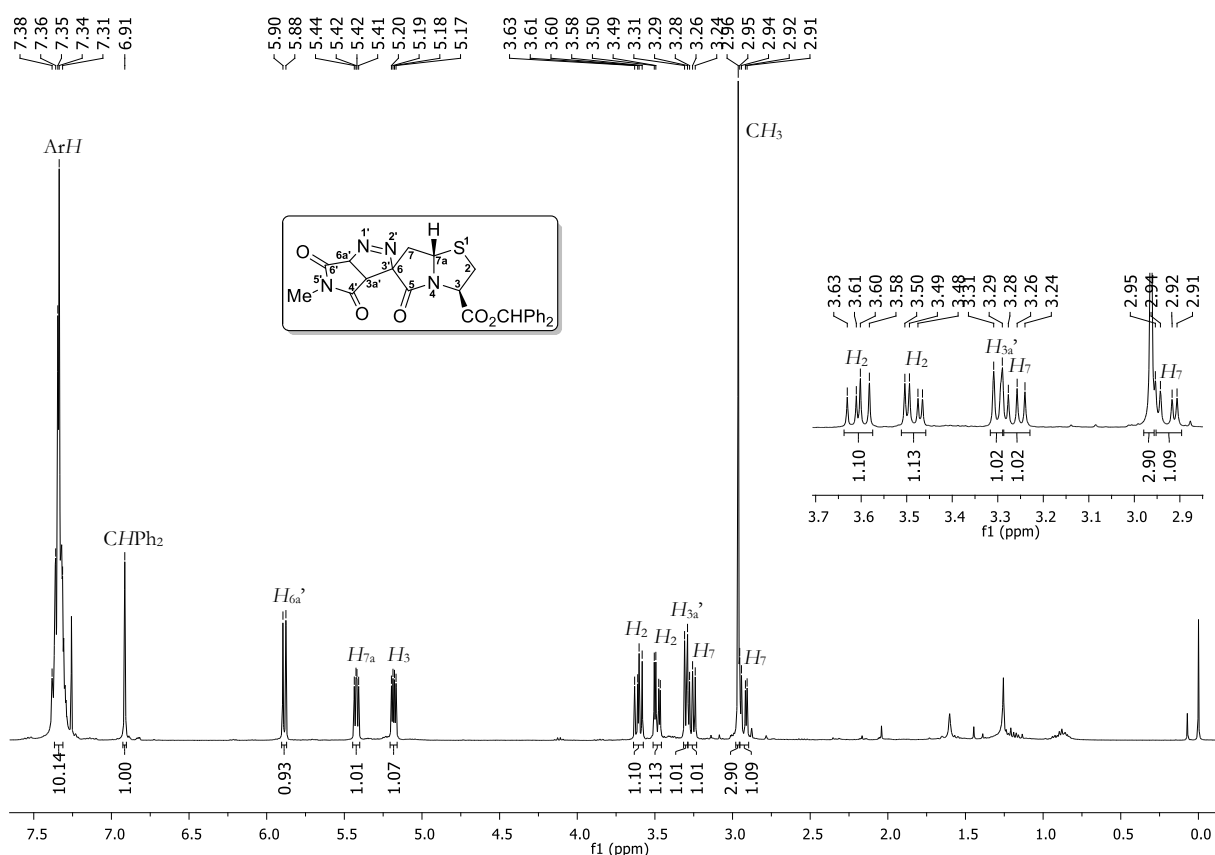 7.38
7.36
7.35
7.34
7.31
6.91
5.90
5.88
5.44
5.42
5.42
5.41
5.20
5.19
5.18
5.17
3.63
3.61
3.60
3.58
3.50
3.49
3.31
3.29
3.28
3.26
3.24
2.96
2.95
2.94
2.92
2.91
ArH
CH3
H
1' 2' S1
N=N 7
6a' 7a 2
O 6' 3' 6 N 3
5' N 3a' 5 4
4'
Me O O CO2CHPh2
3.63
3.61
3.60
3.58
3.50
3.49
3.48
3.31
3.29
3.28
3.26
3.24
2.95
2.94
2.92
2.91
H2 H2 H3a' H7 H7
1.10 1.13 1.02 1.02 2.90 1.09
3.7 3.6 3.5 3.4 3.3 3.2 3.1 3.0 2.9
f1 (ppm)
CHPh2
H6a' H7a H3 H2 H2 H3a' H7 H7
10.14 1.00 0.93 1.01 1.07 1.10 1.13 1.01 1.01 2.90 1.09
7.5 7.0 6.5 6.0 5.5 5.0 4.5 4.0 3.5 3.0 2.5 2.0 1.5 1.0 0.5 0.0
f1 (ppm)